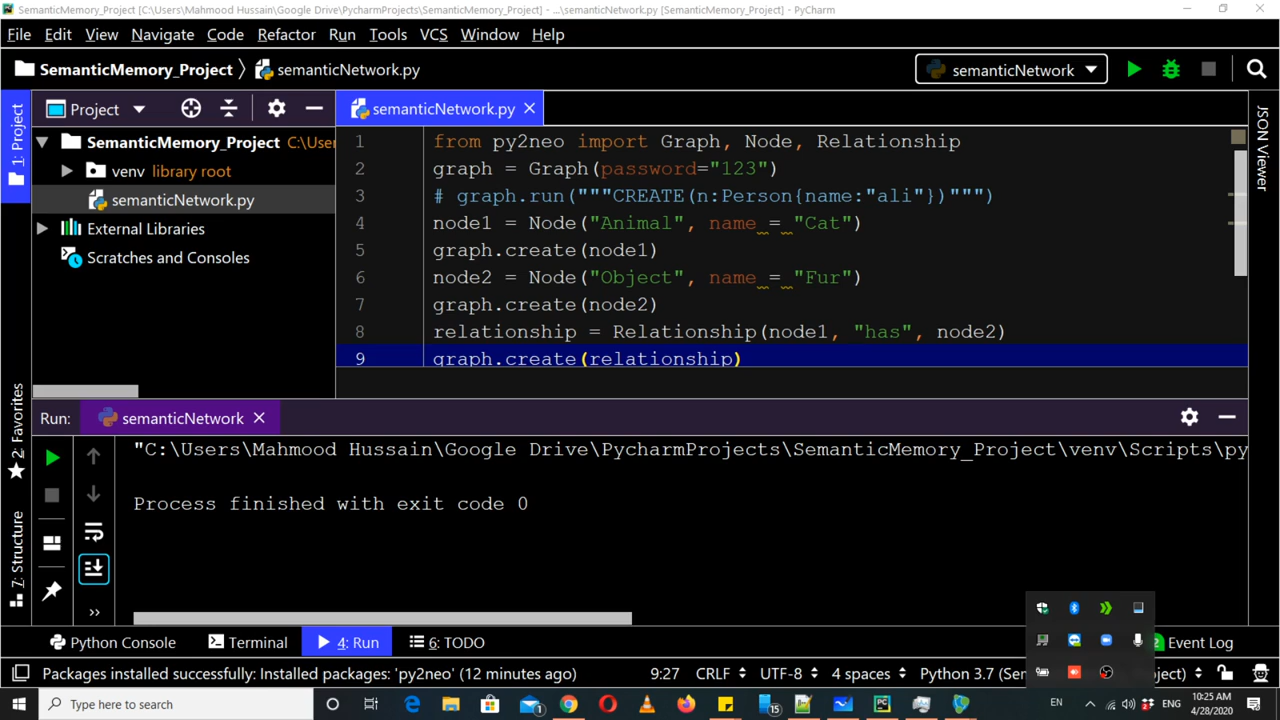 SemanticMemory_Project [C:\Users\Mahmood Hussain\Google Drive\PycharmProjects\SemanticMemory_Project] - ...\semanticNetwork.py [SemanticMemory_Project] - PyCharm
File Edit View Navigate Code Refactor Run Tools VCS Window Help
SemanticMemory_Project semanticNetwork.py semanticNetwork
1: Project
Project
semanticNetwork.py
JSON Viewer
SemanticMemory_Project C:\User
venv library root
semanticNetwork.py
External Libraries
Scratches and Consoles
1 from py2neo import Graph, Node, Relationship
2 graph = Graph(password="123")
3 # graph.run("""CREATE(n:Person{name:"ali"})""")
4 node1 = Node("Animal", name = "Cat")
5 graph.create(node1)
6 node2 = Node("Object", name = "Fur")
7 graph.create(node2)
8 relationship = Relationship(node1, "has", node2)
9 graph.create(relationship)
2: Favorites
7: Structure
Run: semanticNetwork
"C:\Users\Mahmood Hussain\Google Drive\PycharmProjects\SemanticMemory_Project\venv\Scripts\py
Process finished with exit code 0
Python Console Terminal 4: Run 6: TODO 2 Event Log
Packages installed successfully: Installed packages: 'py2neo' (12 minutes ago) 9:27 CRLF UTF-8 4 spaces Python 3.7 (Sem ject)
Type here to search 1 15 EN ENG 10:25 AM
4/28/2020